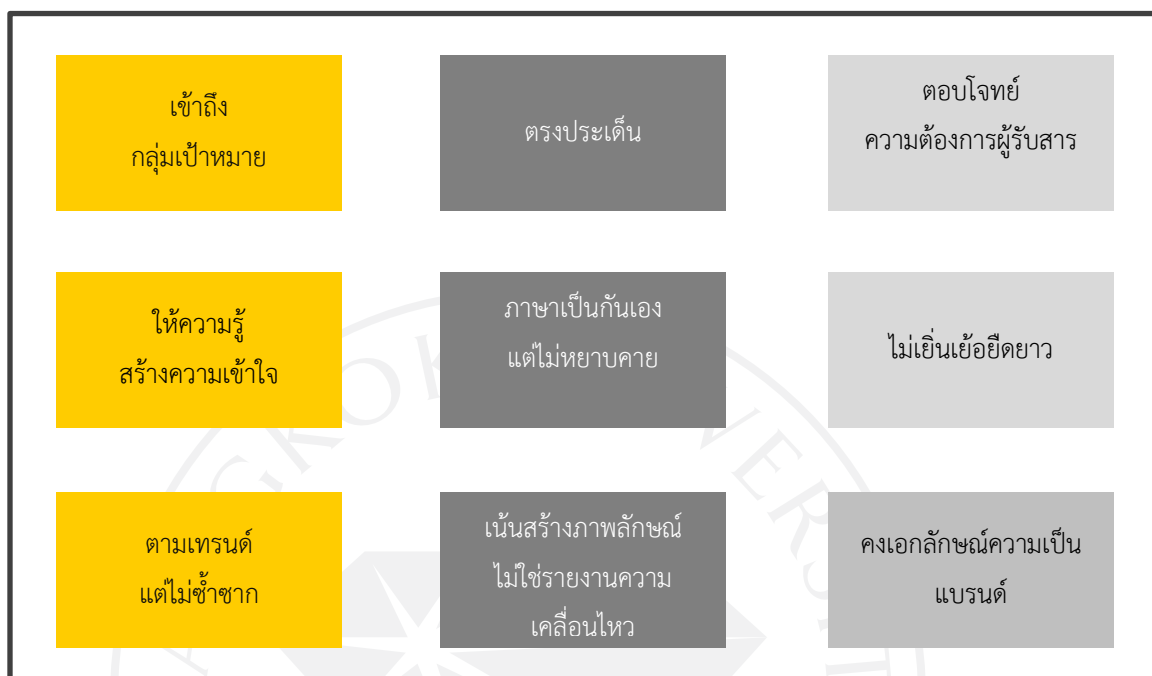 เข้าถึง
กลุ่มเป้าหมาย
ตรงประเด็น
ตอบโจทย์
ความต้องการผู้รับสาร
ให้ความรู้
สร้างความเข้าใจ
ภาษาเป็นกันเอง
แต่ไม่หยาบคาย
ไม่เยิ่นเย้อยืดยาว
ตามเทรนด์
แต่ไม่ซ้ำซาก
เน้นสร้างภาพลักษณ์
ไม่ใช่รายงานความ
เคลื่อนไหว
คงเอกลักษณ์ความเป็น
แบรนด์